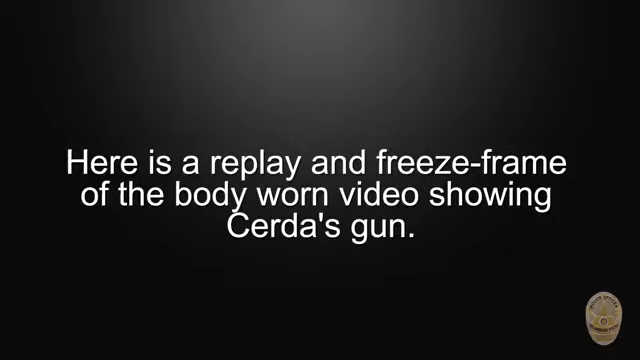 Here is a replay and freeze-frame
of the body worn video showing
Cerda's gun.